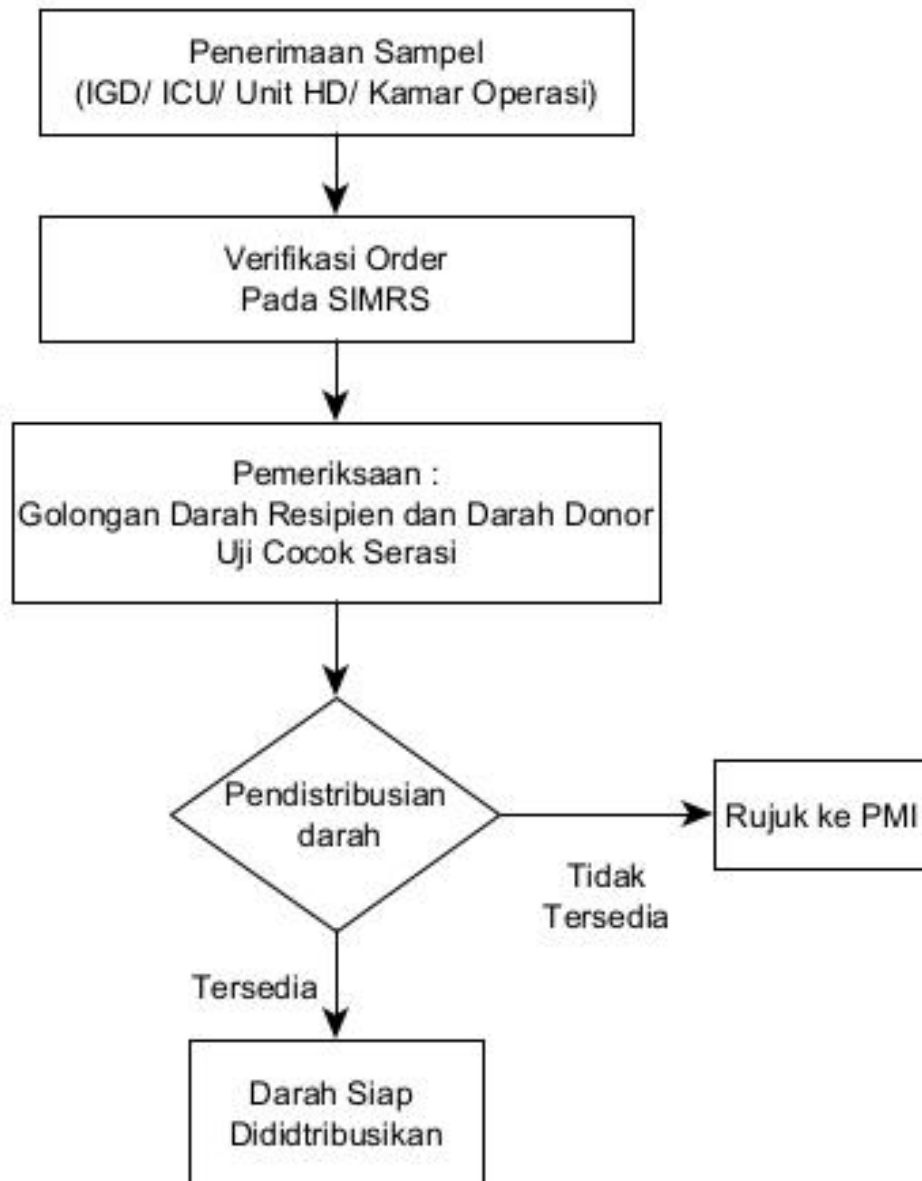 Penerimaan Sampel
(IGD/ ICU/ Unit HD/ Kamar Operasi)
Verifikasi Order
Pada SIMRS
Pemeriksaan :
Golongan Darah Resipien dan Darah Donor
Uji Cocok Serasi
Pendistribusian
darah
Rujuk ke PMI
Tidak
Tersedia
Tersedia
Darah Siap
Dididtribusikan